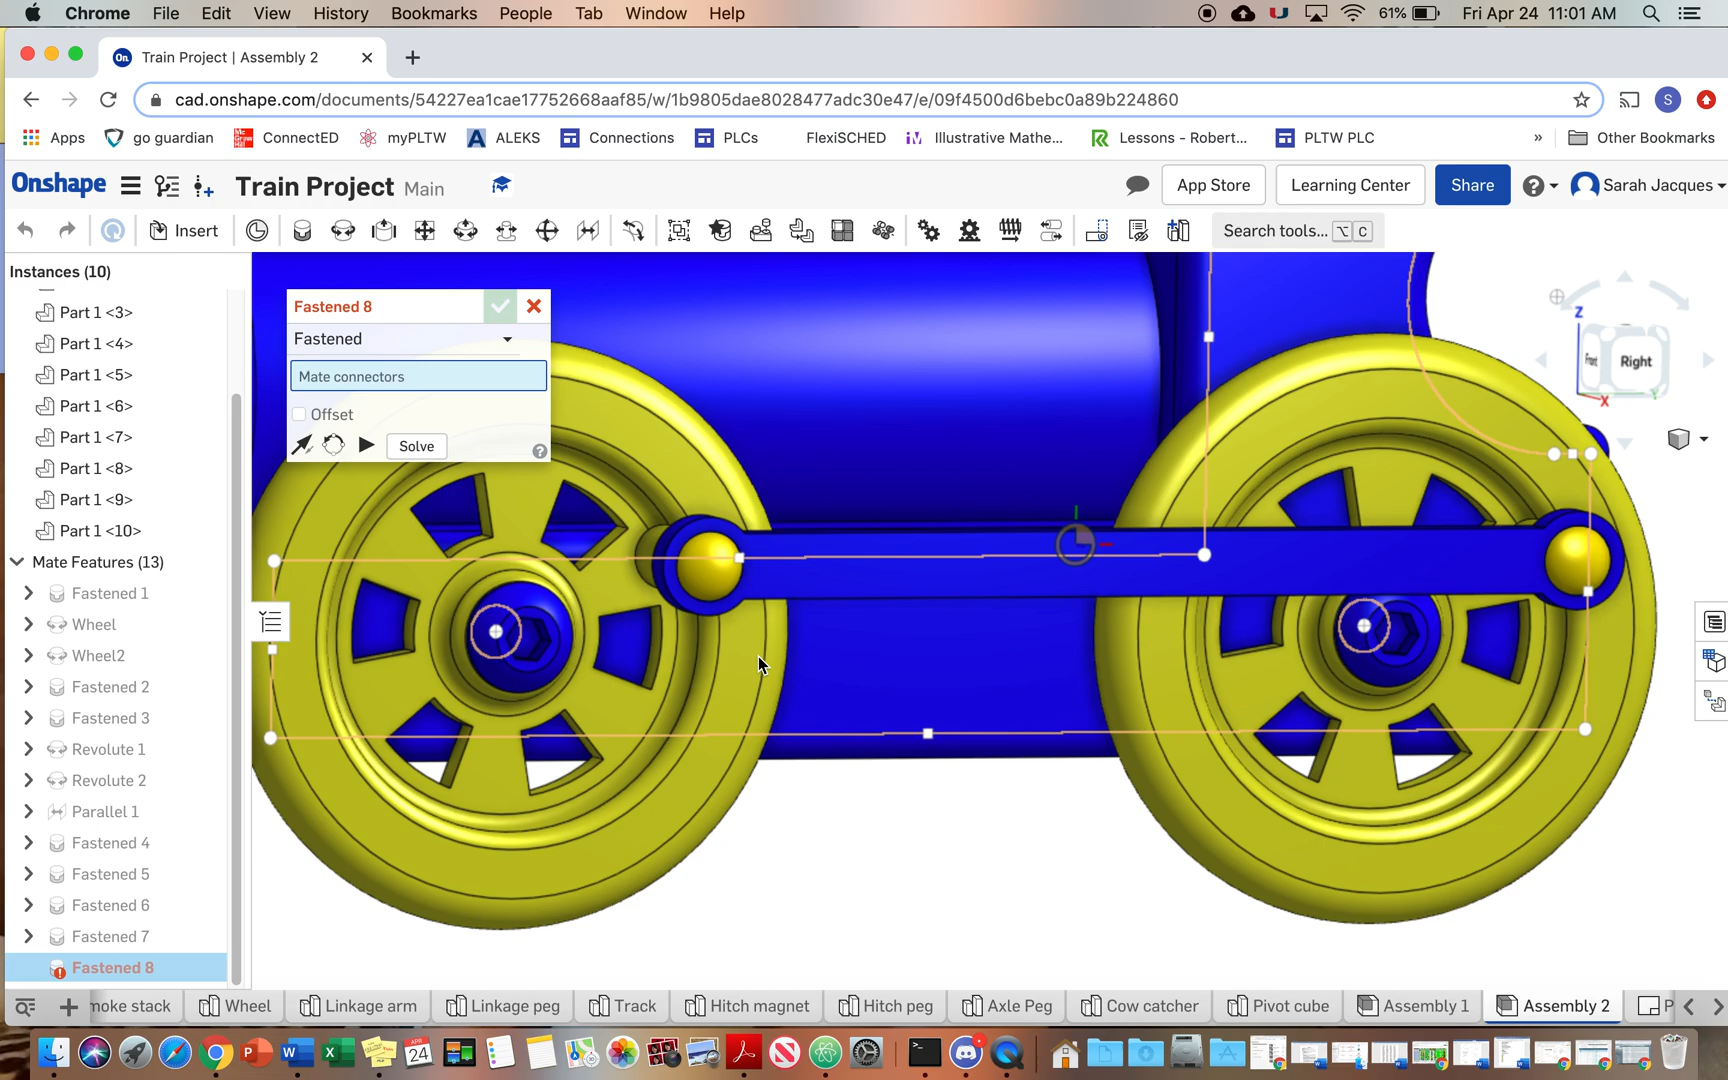 Chrome File Edit View History Bookmarks People Tab Window Help 61% Fri Apr 24 11:01 AM
On Train Project | Assembly 2
cad.onshape.com/documents/54227ea1cae17752668aaf85/w/1b9805dae8028477adc30e47/e/09f4500d6bebc0a89b224860 S
Apps go guardian ConnectED myPLTW ALEKS Connections PLCs FlexiSCHED Illustrative Mathe... Lessons - Robert... PLTW PLC » Other Bookmarks
Onshape Train Project Main App Store Learning Center Share Sarah Jacques
Insert Search tools... ⌥ C
Instances (10)
Part 1 <3>
Part 1 <4>
Part 1 <5>
Part 1 <6>
Part 1 <7>
Part 1 <8>
Part 1 <9>
Part 1 <10>
Mate Features (13)
Fastened 1
Wheel
Wheel2
Fastened 2
Fastened 3
Revolute 1
Revolute 2
Parallel 1
Fastened 4
Fastened 5
Fastened 6
Fastened 7
Fastened 8
Fastened 8
Fastened
Mate connectors
Offset
Solve
Z
Front Right
X Y
moke stack Wheel Linkage arm Linkage peg Track Hitch magnet Hitch peg Axle Peg Cow catcher Pivot cube Assembly 1 Assembly 2 P
APR
24